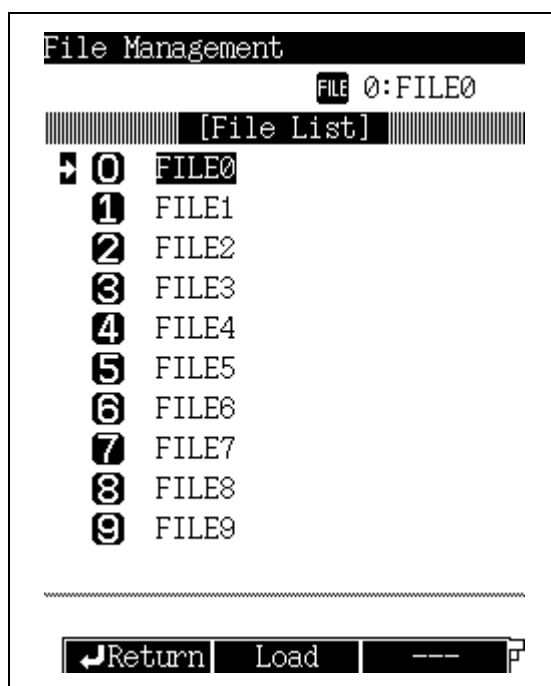 File Management
FILE 0:FILE0
[File List]
0 FILE0
1 FILE1
2 FILE2
3 FILE3
4 FILE4
5 FILE5
6 FILE6
7 FILE7
8 FILE8
9 FILE9
↵Return Load ---